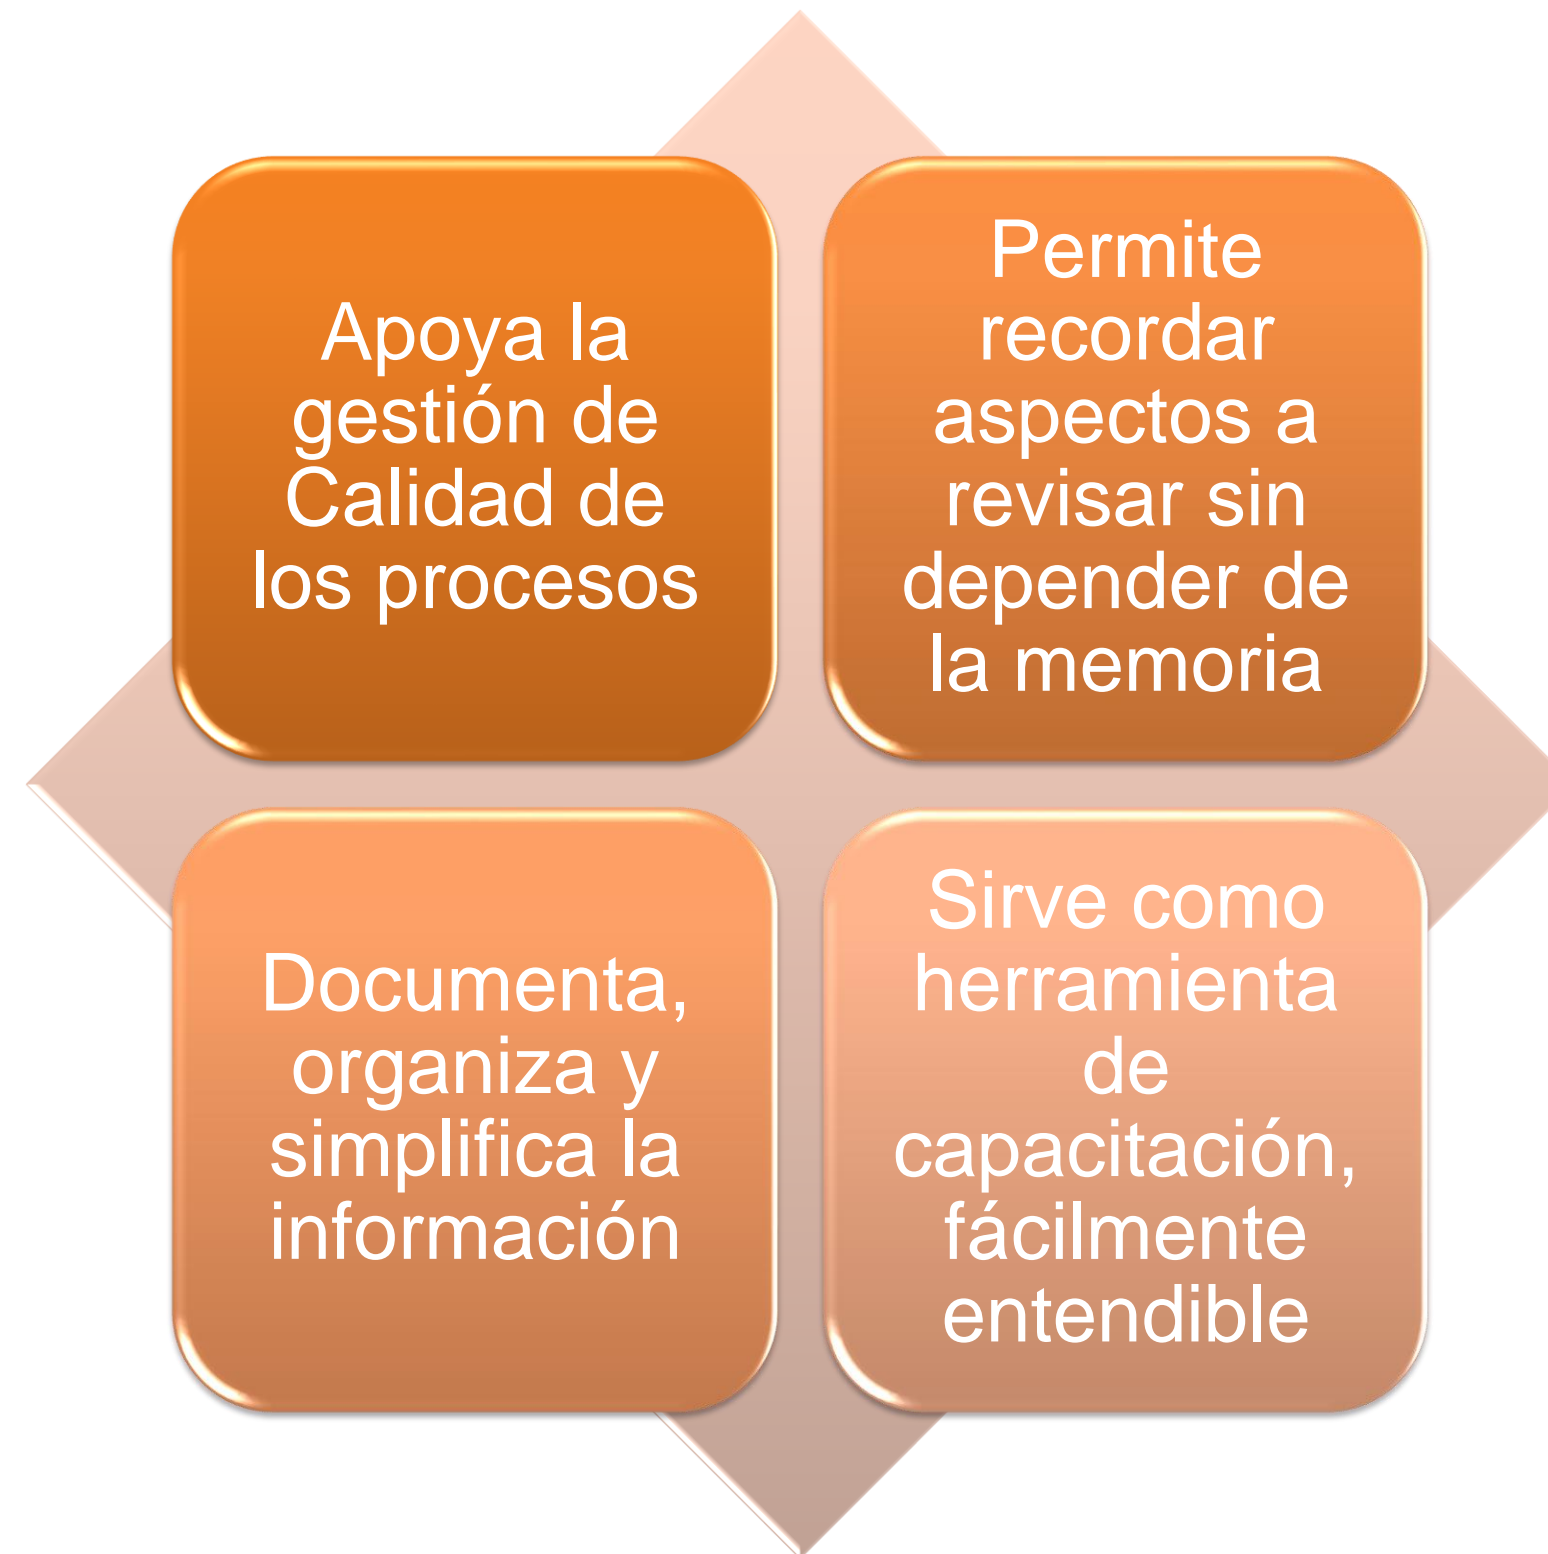 Apoya la
gestión de
Calidad de
los procesos
Permite
recordar
aspectos a
revisar sin
depender de
la memoria
Documenta,
organiza y
simplifica la
información
Sirve como
herramienta
de
capacitación,
fácilmente
entendible